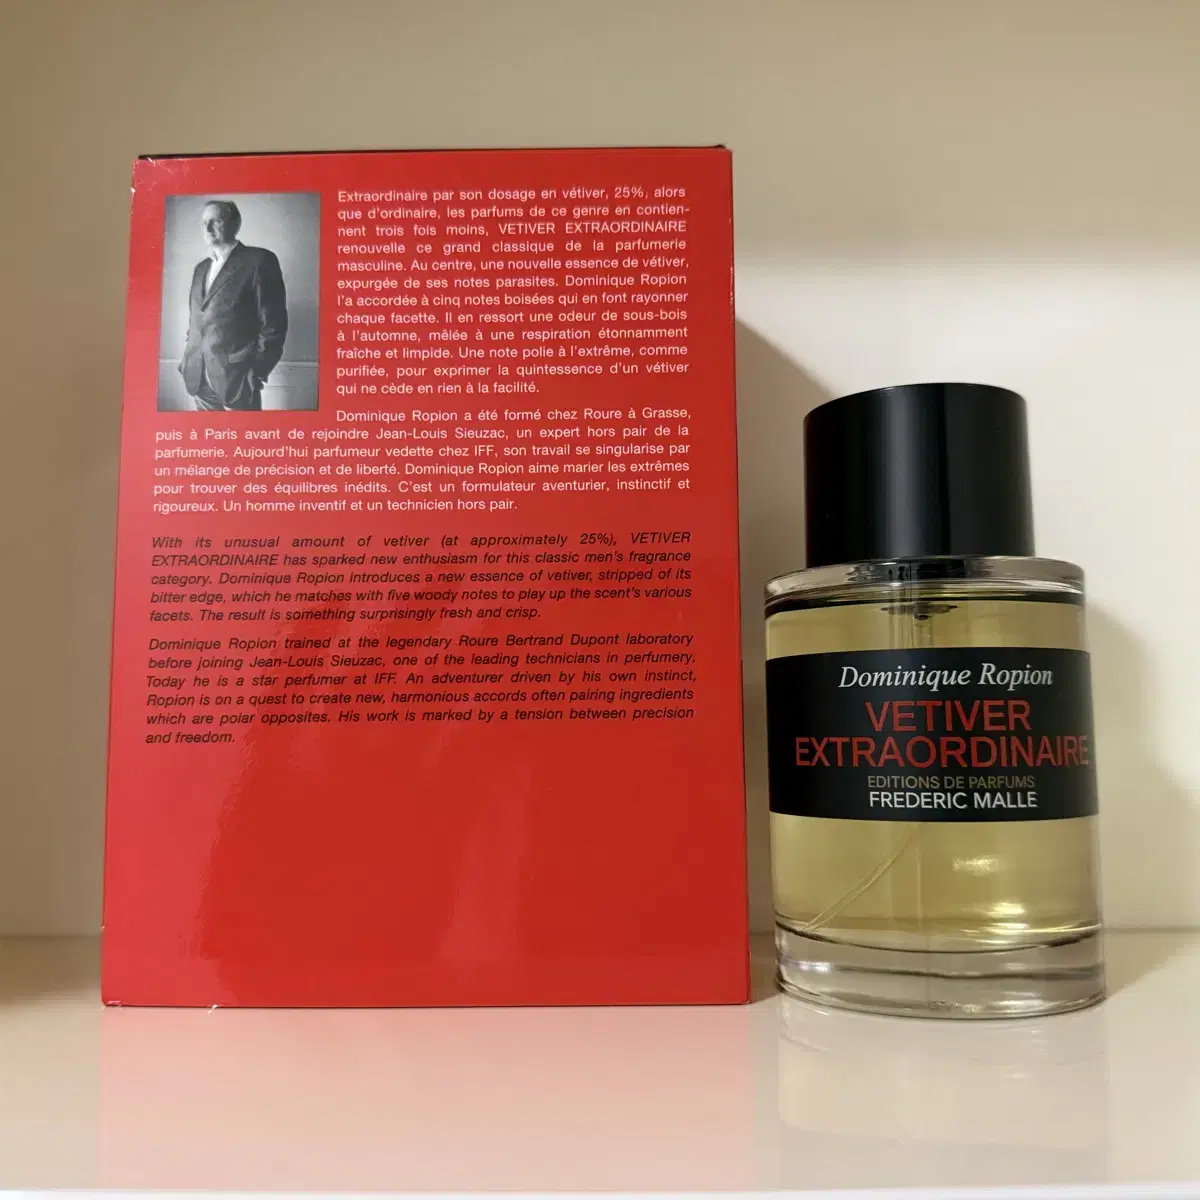 Extraordinaire par son dosage en vétiver, 25%, alors
que d'ordinaire, les parfums de ce genre en contien-
nent trois fois moins, VETIVER EXTRAORDINAIRE
renouvelle ce grand classique de la parfumerie
masculine. Au centre, une nouvelle essence de vétiver,
expurgée de ses notes parasites. Dominique Ropion
l'a accordée à cinq notes boisées qui en font rayonner
chaque facette. Il en ressort une odeur de sous-bois
à l'automne, mêlée à une respiration étonnamment
fraîche et limpide. Une note polie à l'extrême, comme
purifiée, pour exprimer la quintessence d'un vétiver
qui ne cède en rien à la facilité.
Dominique Ropion a été formé chez Roure à Grasse,
puis à Paris avant de rejoindre Jean-Louis Sieuzac, un expert hors pair de la
parfumerie. Aujourd'hui parfumeur vedette chez IFF, son travail se singularise par
un mélange de précision et de liberté. Dominique Ropion aime marier les extrêmes
pour trouver des équilibres inédits. C'est un formulateur aventurier, instinctif et
rigoureux. Un homme inventif et un technicien hors pair.
With its unusual amount of vetiver (at approximately 25%), VETIVER
EXTRAORDINAIRE has sparked new enthusiasm for this classic men's fragrance
category. Dominique Ropion introduces a new essence of vetiver, stripped of its
bitter edge, which he matches with five woody notes to play up the scent's various
facets. The result is something surprisingly fresh and crisp.
Dominique Ropion trained at the legendary Roure Bertrand Dupont laboratory
before joining Jean-Louis Sieuzac, one of the leading technicians in perfumery.
Today he is a star perfumer at IFF. An adventurer driven by his own instinct,
Ropion is on a quest to create new, harmonious accords often pairing ingredients
which are polar opposites. His work is marked by a tension between precision
and freedom.
Dominique Ropion
VETIVER
EXTRAORDINAIRE
EDITIONS DE PARFUMS
FREDERIC MALLE